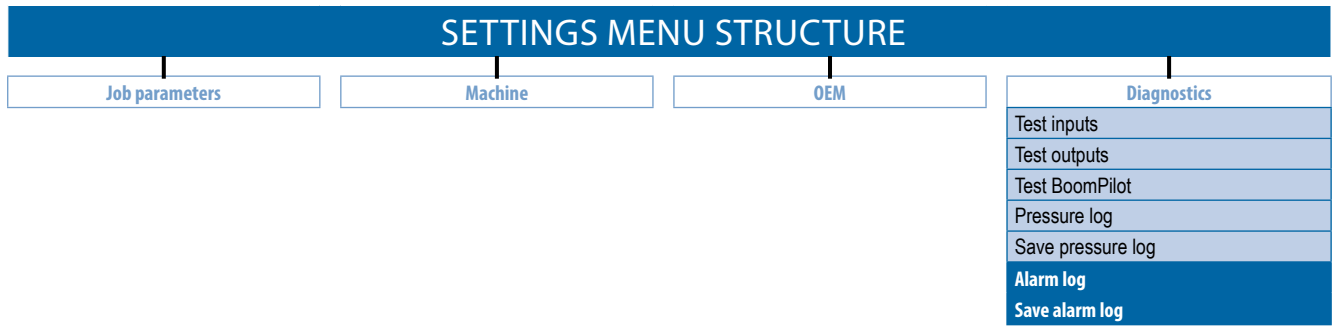 SETTINGS MENU STRUCTURE
Job parameters
Machine
OEM
Diagnostics
Test inputs
Test outputs
Test BoomPilot
Pressure log
Save pressure log
Alarm log
Save alarm log